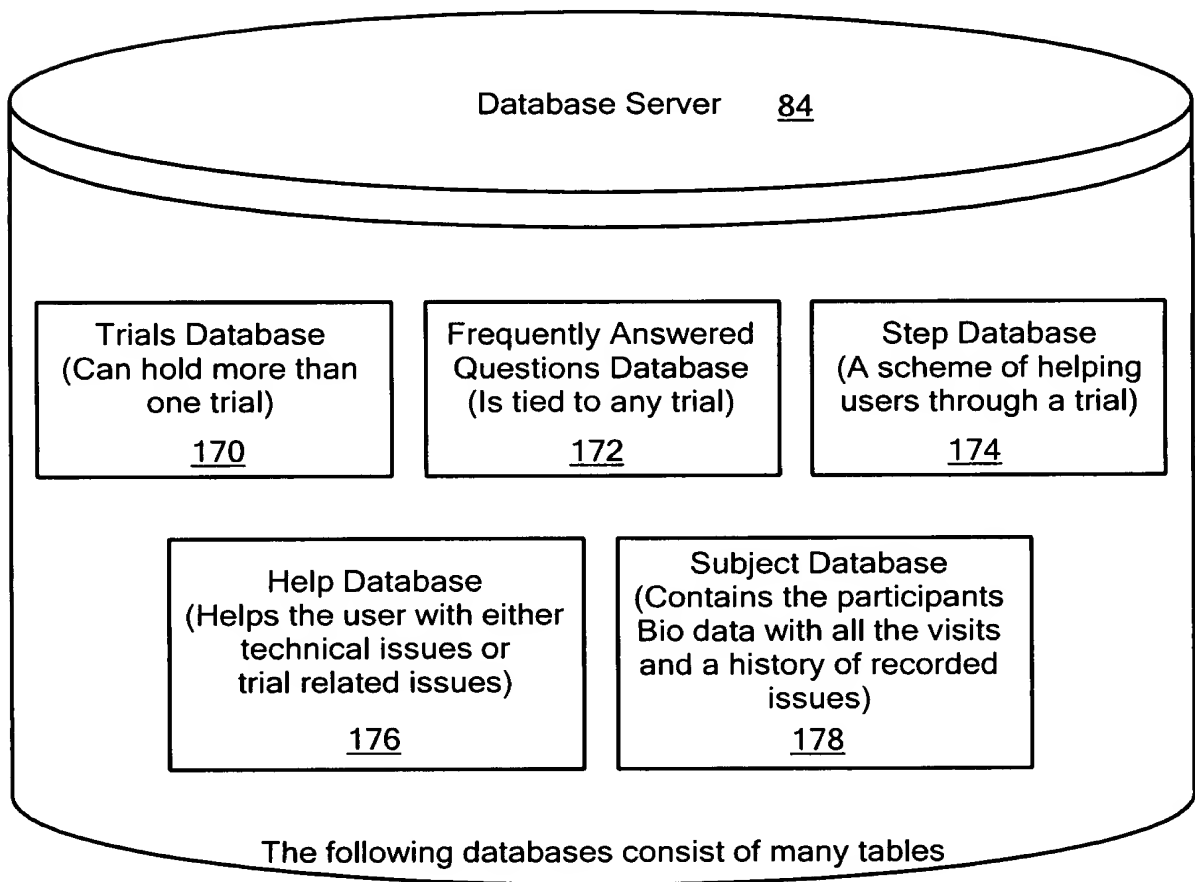 Database Server 84
Trials Database
(Can hold more than
one trial)
170
Frequently Answered
Questions Database
(Is tied to any trial)
172
Step Database
(A scheme of helping
users through a trial)
174
Help Database
(Helps the user with either
technical issues or
trial related issues)
176
Subject Database
(Contains the participants
Bio data with all the visits
and a history of recorded
issues)
178
The following databases consist of many tables